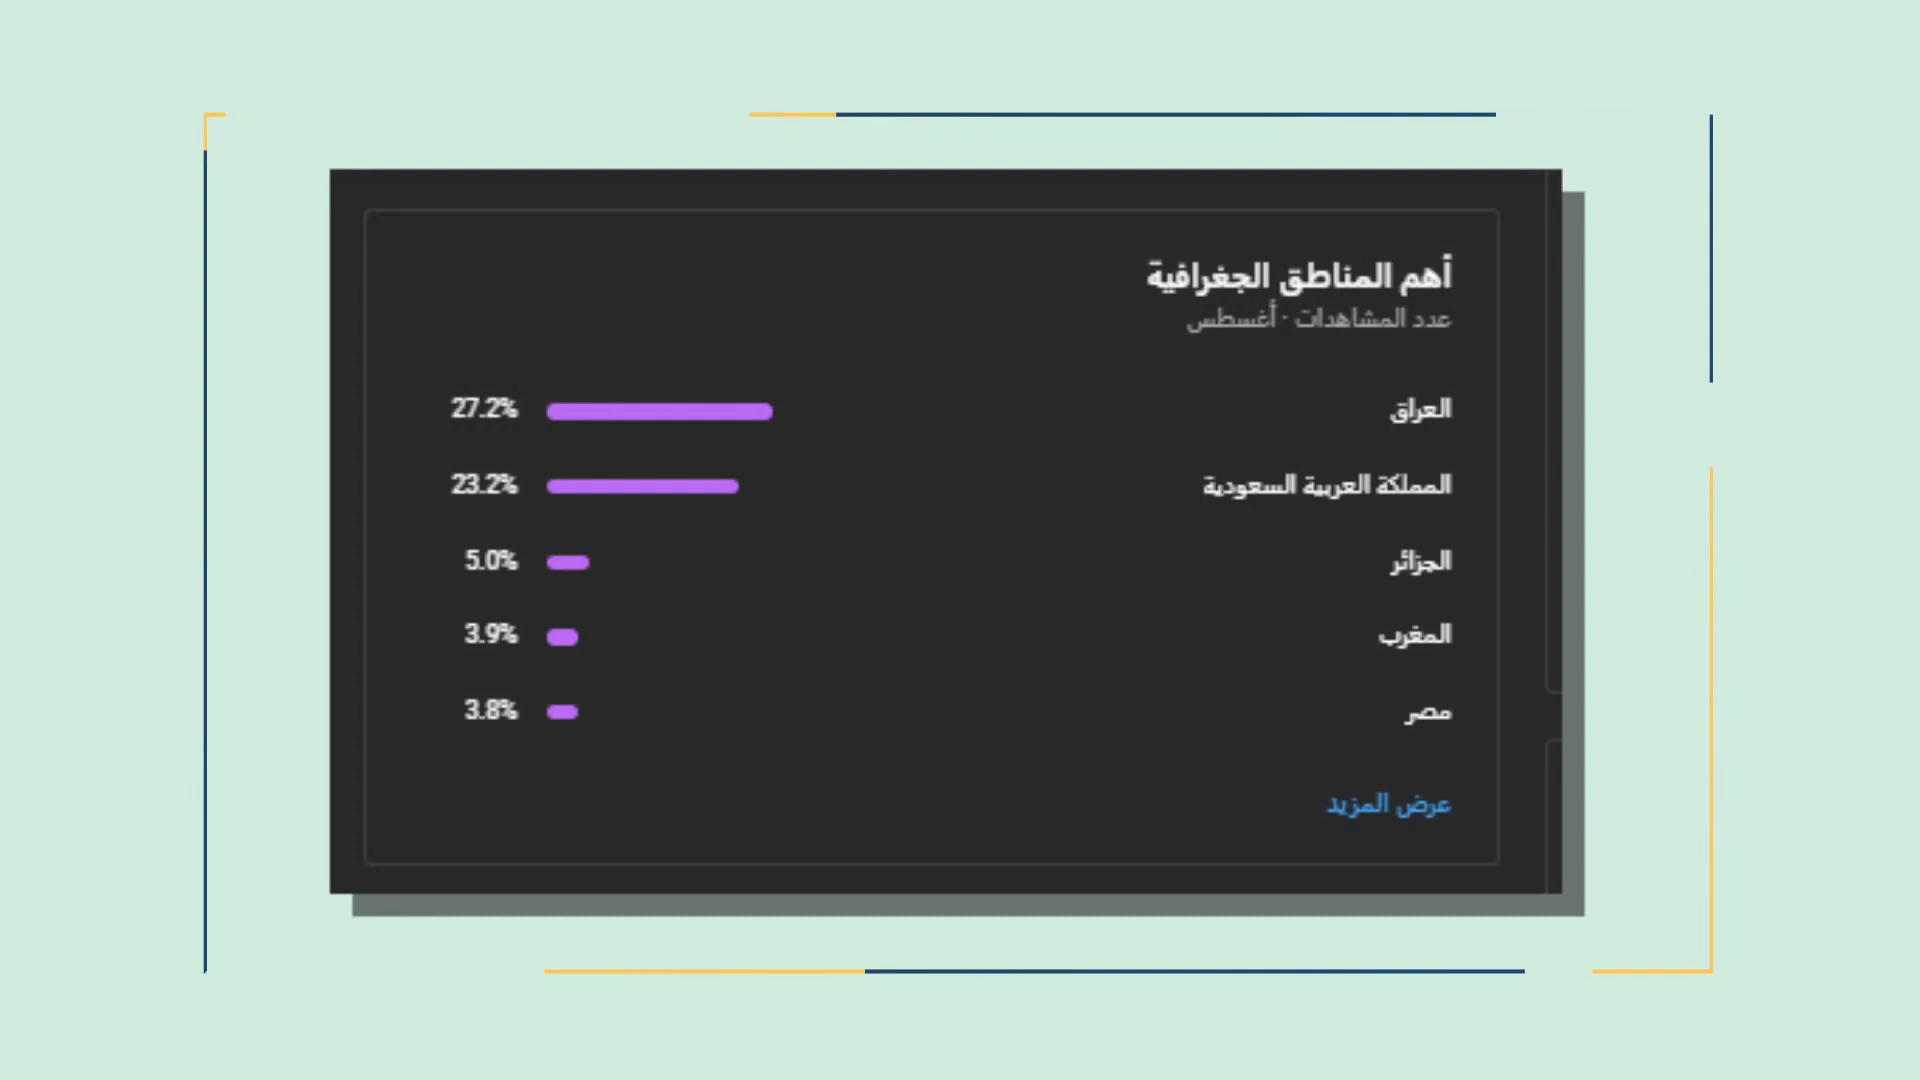 أهم المناطق الجغرافية
عدد المشاهدات · أغسطس
العراق 27.2%
المملكة العربية السعودية 23.2%
الجزائر 5.0%
المغرب 3.9%
مصر 3.8%
عرض المزيد